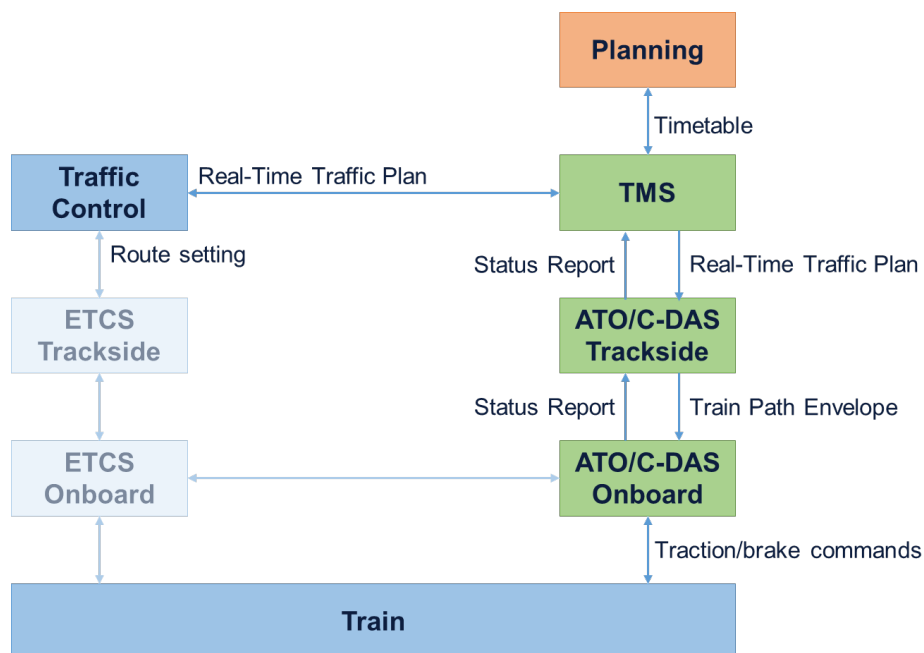 Planning
Timetable
Traffic
Control
Real-Time Traffic Plan
TMS
Route setting
Status Report
Real-Time Traffic Plan
ETCS
Trackside
ATO/C-DAS
Trackside
Status Report
Train Path Envelope
ETCS
Onboard
ATO/C-DAS
Onboard
Traction/brake commands
Train